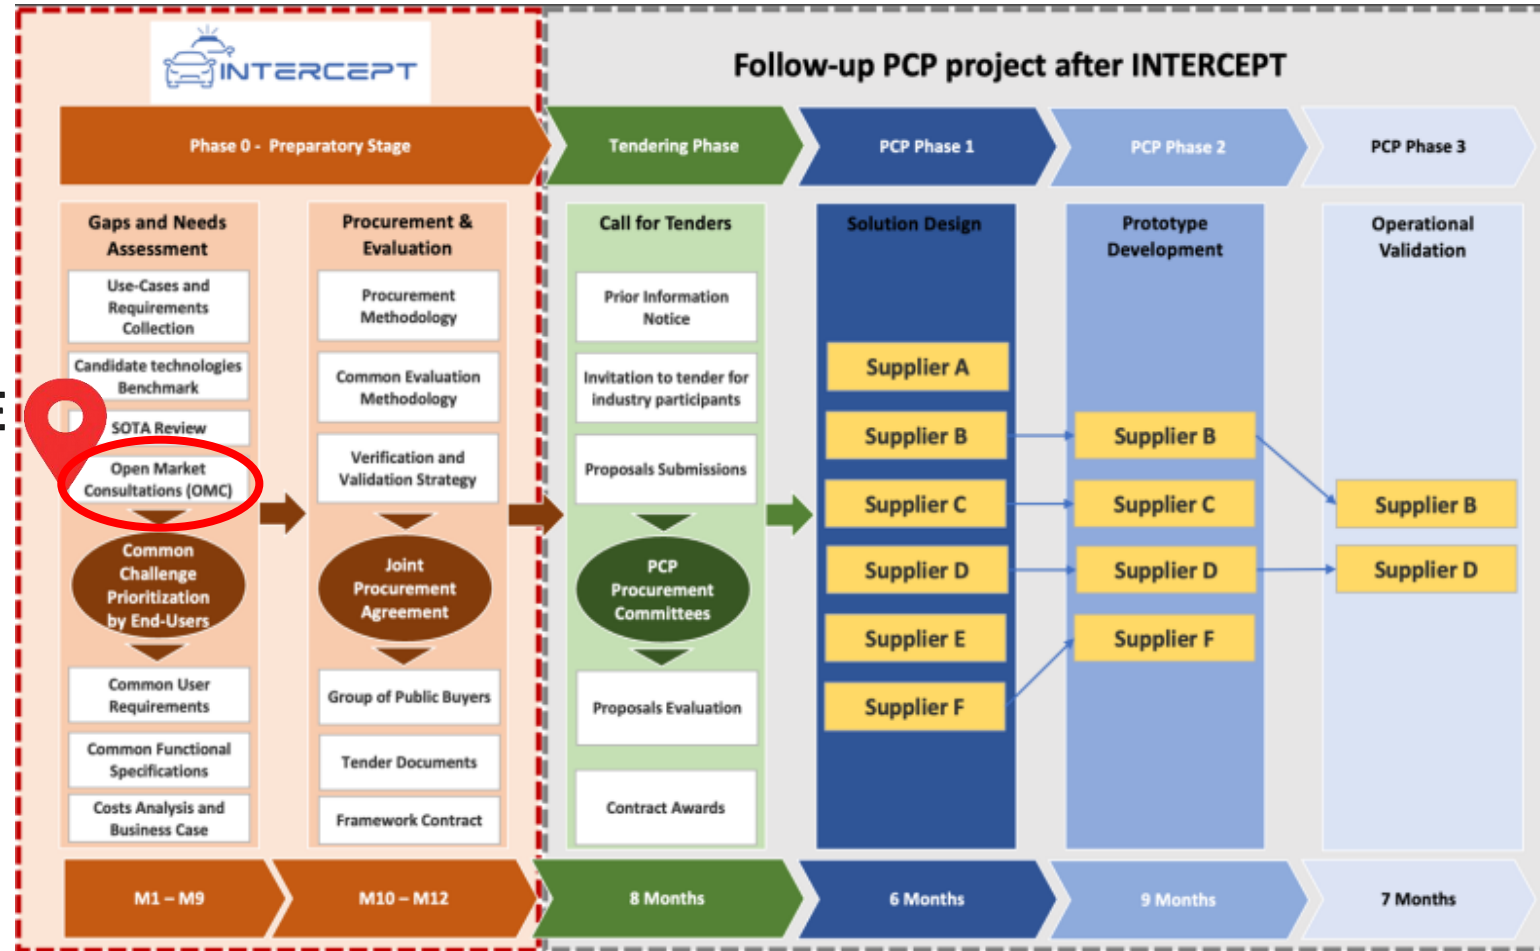 INTERCEPT
Follow-up PCP project after INTERCEPT
Phase 0 - Preparatory Stage
Tendering Phase
PCP Phase 1
PCP Phase 2
PCP Phase 3
Gaps and Needs
Assessment
Use-Cases and
Requirements
Collection
Candidate technologies
Benchmark
SOTA Review
Open Market
Consultations (OMC)
Common
Challenge
Prioritization
by End-Users
Common User
Requirements
Common Functional
Specifications
Costs Analysis and
Business Case
Procurement &
Evaluation
Procurement
Methodology
Common Evaluation
Methodology
Verification and
Validation Strategy
Joint
Procurement
Agreement
Group of Public Buyers
Tender Documents
Framework Contract
Call for Tenders
Prior Information
Notice
Invitation to tender for
industry participants
Proposals Submissions
PCP
Procurement
Committees
Proposals Evaluation
Contract Awards
Solution Design
Supplier A
Supplier B
Supplier C
Supplier D
Supplier E
Supplier F
Prototype
Development
Supplier B
Supplier C
Supplier D
Supplier F
Operational
Validation
Supplier B
Supplier D
M1 – M9
M10 – M12
8 Months
6 Months
9 Months
7 Months